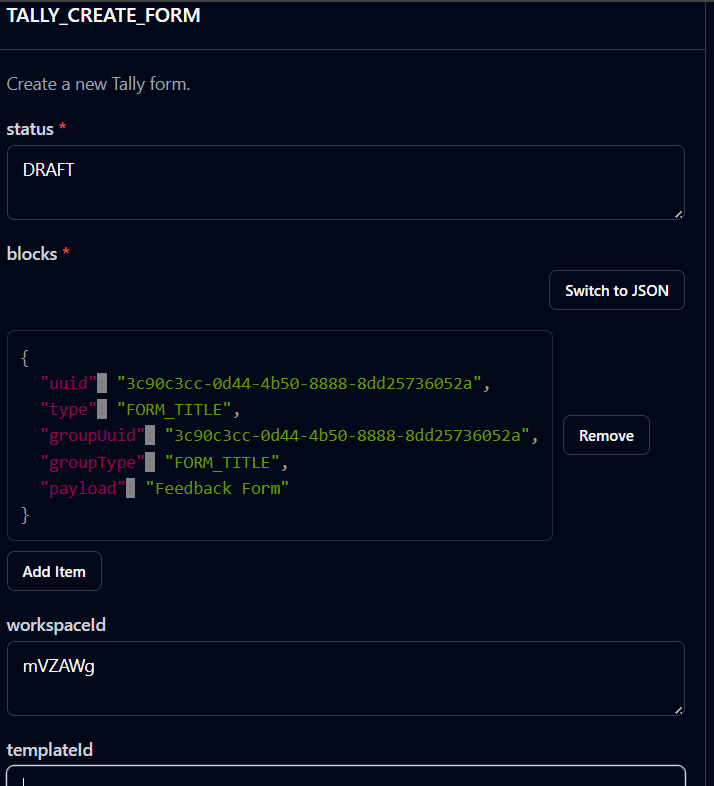 TALLY_CREATE_FORM
Create a new Tally form.
status *
DRAFT
blocks *
Switch to JSON
{
"uuid": "3c90c3cc-0d44-4b50-8888-8dd25736052a",
"type": "FORM_TITLE",
"groupUuid": "3c90c3cc-0d44-4b50-8888-8dd25736052a",
"groupType": "FORM_TITLE",
"payload": "Feedback Form"
}
Remove
Add Item
workspaceId
mVZAWg
templateId